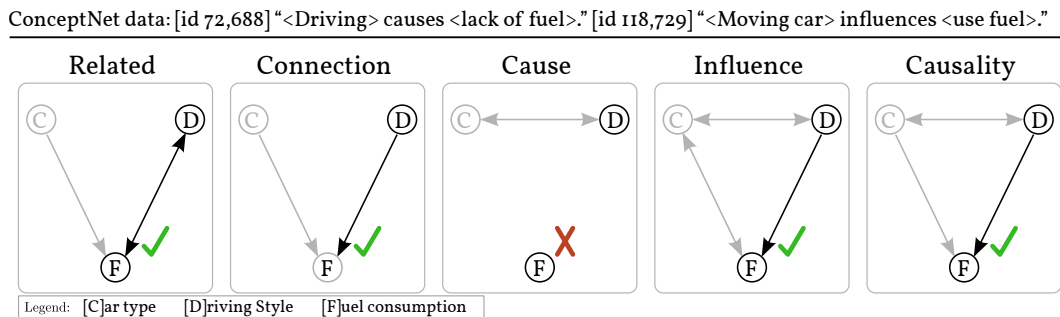 ConceptNet data: [id 72,688] “<Driving> causes <lack of fuel>.” [id 118,729] “<Moving car> influences <use fuel>.”
Related Connection Cause Influence Causality
C D C D C D C D C D
F F F F F
Legend: [C]ar type [D]riving Style [F]uel consumption